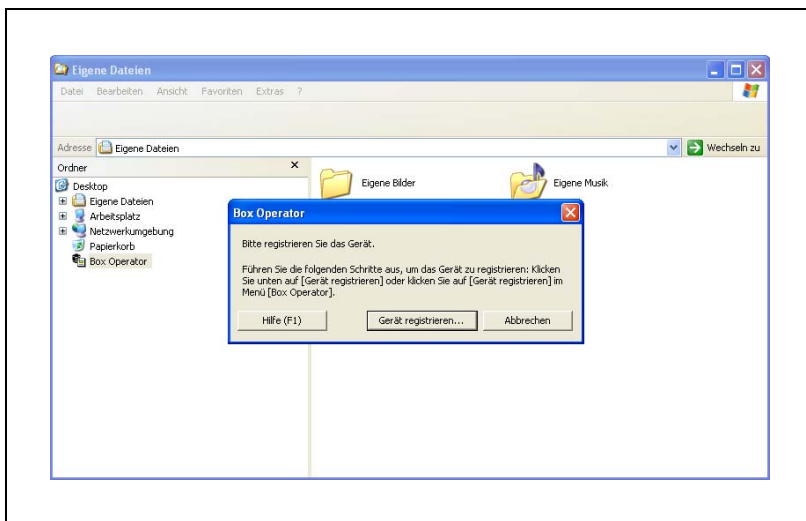 Eigene Dateien
Datei Bearbeiten Ansicht Favoriten Extras ?
Adresse Eigene Dateien Wechseln zu
Ordner
Desktop
Eigene Dateien
Arbeitsplatz
Netzwerkumgebung
Papierkorb
Box Operator
Eigene Bilder Eigene Musik
Box Operator
Bitte registrieren Sie das Gerät.
Führen Sie die folgenden Schritte aus, um das Gerät zu registrieren: Klicken
Sie unten auf [Gerät registrieren] oder klicken Sie auf [Gerät registrieren] im
Menü [Box Operator].
Hilfe (F1) Gerät registrieren... Abbrechen